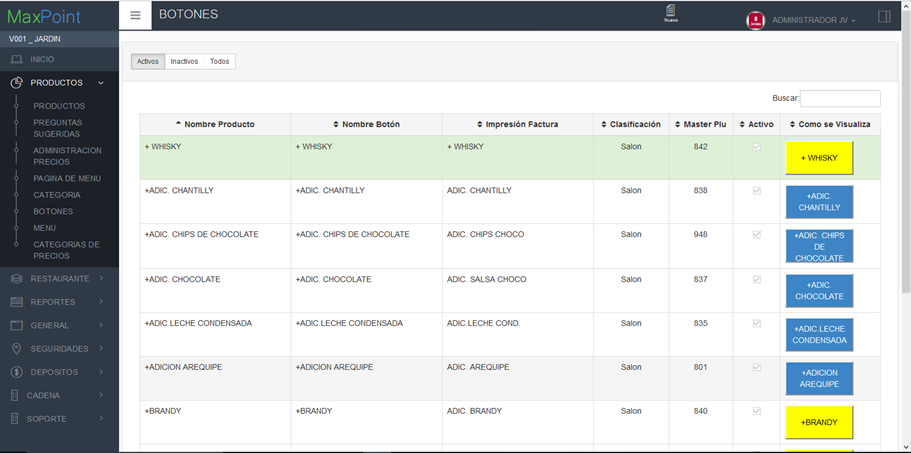 MaxPoint
BOTONES
Nuevo
ADMINISTRADOR JV
V001 _ JARDIN
INICIO
PRODUCTOS
PRODUCTOS
PREGUNTAS
SUGERIDAS
ADMINISTRACION
PRECIOS
PAGINA DE MENU
CATEGORIA
BOTONES
MENU
CATEGORIAS DE
PRECIOS
RESTAURANTE
REPORTES
GENERAL
SEGURIDADES
DEPOSITOS
CADENA
SOPORTE
Activos Inactivos Todos
Buscar:
Nombre Producto Nombre Botón Impresión Factura Clasificación Master Plu Activo Como se Visualiza
+ WHISKY + WHISKY + WHISKY Salon 842
+ WHISKY
+ADIC. CHANTILLY +ADIC. CHANTILLY ADIC. CHANTILLY Salon 838
+ADIC.
CHANTILLY
+ADIC. CHIPS DE CHOCOLATE +ADIC. CHIPS DE CHOCOLATE ADIC. CHIPS CHOCO Salon 948
+ADIC. CHIPS
DE
CHOCOLATE
+ADIC. CHOCOLATE +ADIC. CHOCOLATE ADIC. SALSA CHOCO Salon 837
+ADIC.
CHOCOLATE
+ADIC.LECHE CONDENSADA +ADIC.LECHE CONDENSADA ADIC.LECHE COND. Salon 835
+ADIC.LECHE
CONDENSADA
+ADICION AREQUIPE +ADICION AREQUIPE ADIC. AREQUIPE Salon 801
+ADICION
AREQUIPE
+BRANDY +BRANDY ADIC. BRANDY Salon 840
+BRANDY